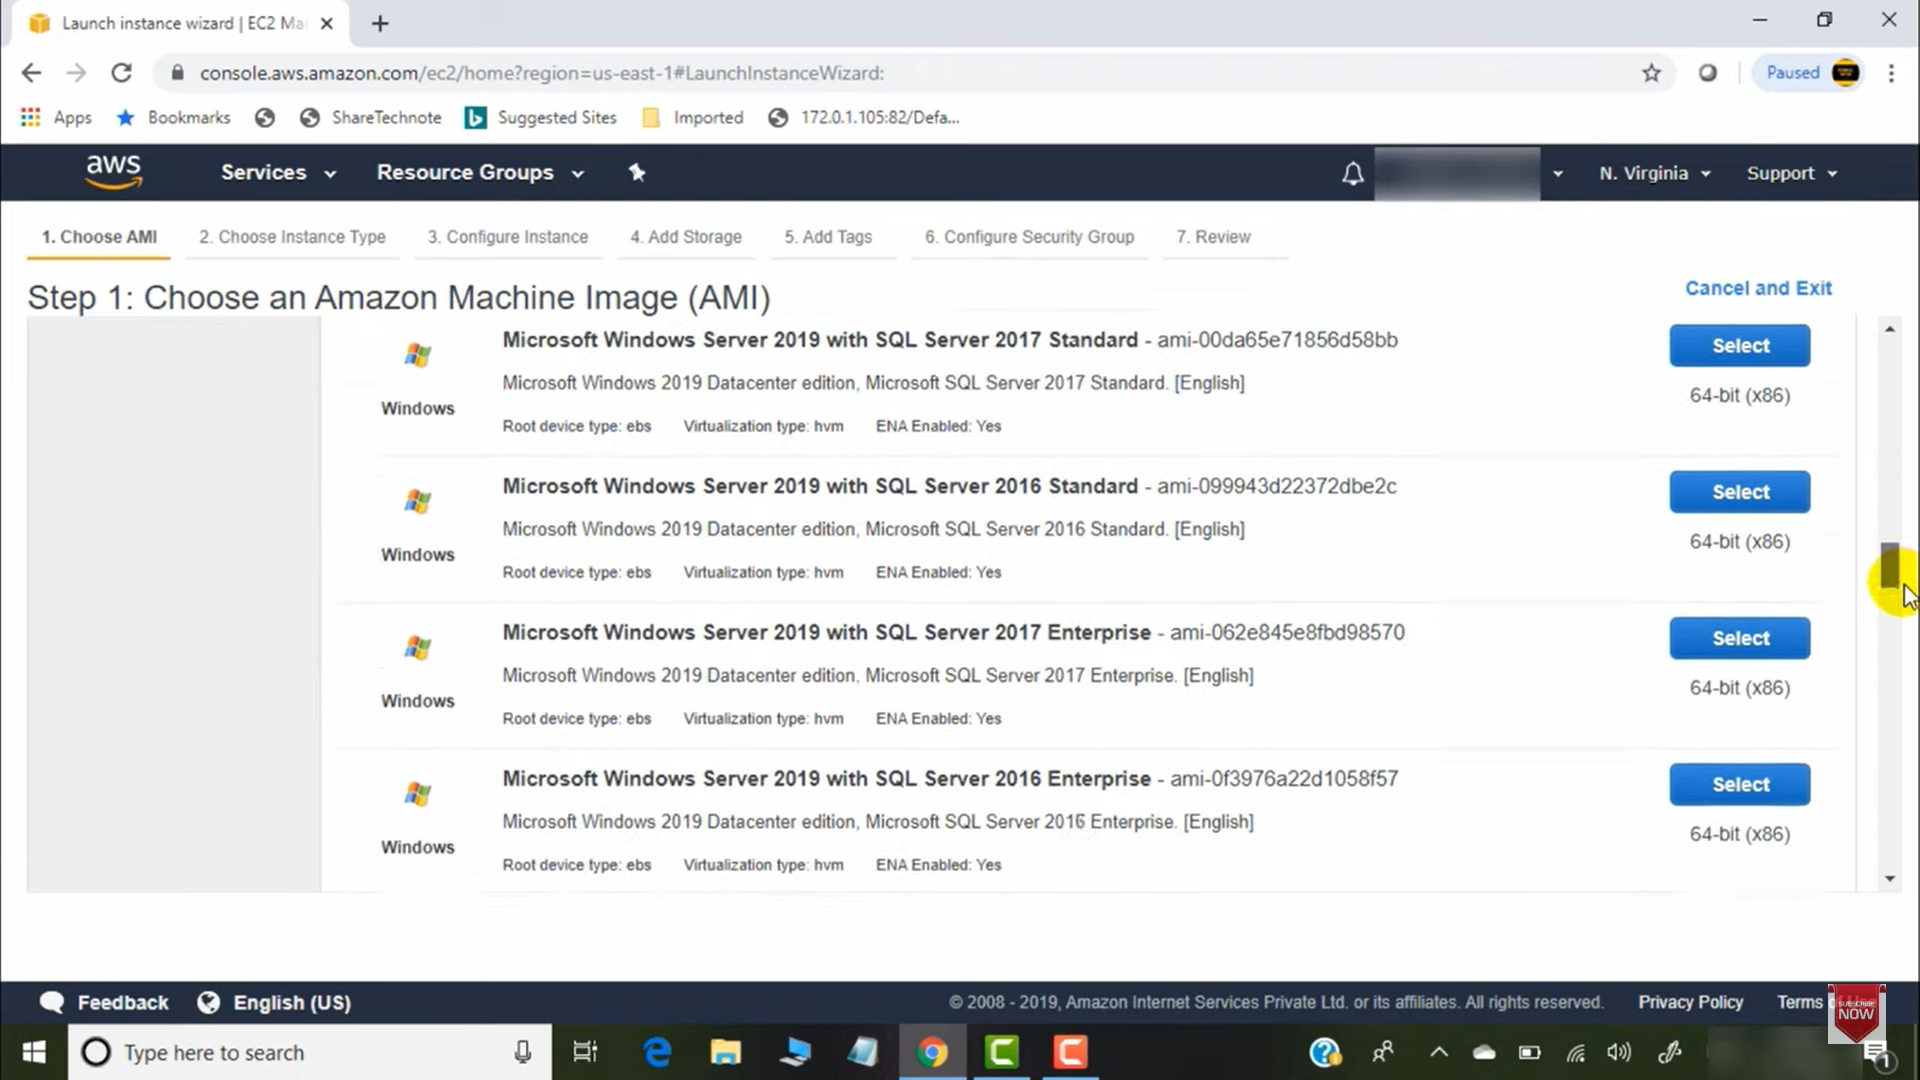 Launch instance wizard | EC2 Ma
console.aws.amazon.com/ec2/home?region=us-east-1#LaunchInstanceWizard:
Paused
Apps
Bookmarks
ShareTechnote
Suggested Sites
Imported
172.0.1.105:82/Defa...
aws
Services
Resource Groups
N. Virginia
Support
1. Choose AMI
2. Choose Instance Type
3. Configure Instance
4. Add Storage
5. Add Tags
6. Configure Security Group
7. Review
Step 1: Choose an Amazon Machine Image (AMI)
Cancel and Exit
Windows
Microsoft Windows Server 2019 with SQL Server 2017 Standard - ami-00da65e71856d58bb
Microsoft Windows 2019 Datacenter edition, Microsoft SQL Server 2017 Standard. [English]
Root device type: ebs Virtualization type: hvm ENA Enabled: Yes
Select
64-bit (x86)
Windows
Microsoft Windows Server 2019 with SQL Server 2016 Standard - ami-099943d22372dbe2c
Microsoft Windows 2019 Datacenter edition, Microsoft SQL Server 2016 Standard. [English]
Root device type: ebs Virtualization type: hvm ENA Enabled: Yes
Select
64-bit (x86)
Windows
Microsoft Windows Server 2019 with SQL Server 2017 Enterprise - ami-062e845e8fbd98570
Microsoft Windows 2019 Datacenter edition, Microsoft SQL Server 2017 Enterprise. [English]
Root device type: ebs Virtualization type: hvm ENA Enabled: Yes
Select
64-bit (x86)
Windows
Microsoft Windows Server 2019 with SQL Server 2016 Enterprise - ami-0f3976a22d1058f57
Microsoft Windows 2019 Datacenter edition, Microsoft SQL Server 2016 Enterprise. [English]
Root device type: ebs Virtualization type: hvm ENA Enabled: Yes
Select
64-bit (x86)
Feedback
English (US)
© 2008 - 2019, Amazon Internet Services Private Ltd. or its affiliates. All rights reserved.
Privacy Policy
Terms
SUBSCRIBE
NOW
Type here to search
1